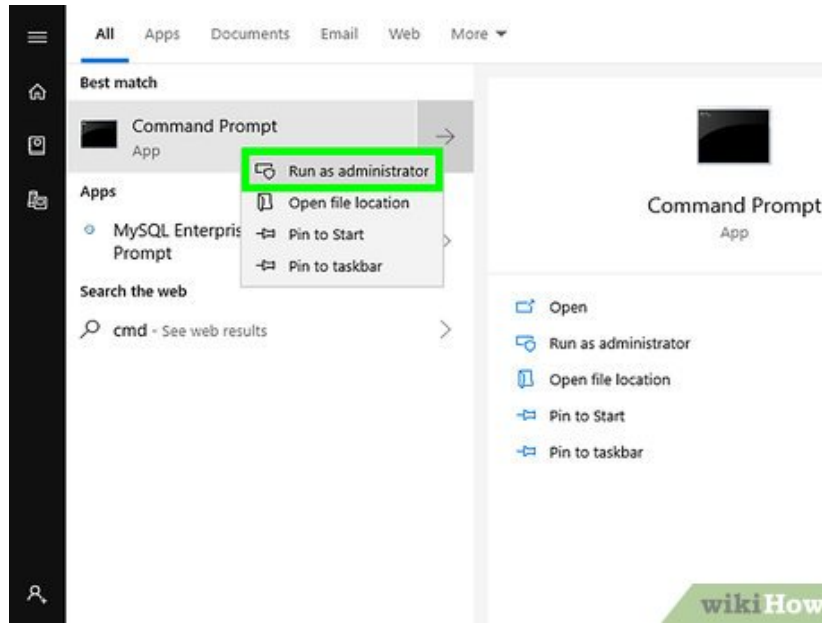 All Apps Documents Email Web More
Best match
Command Prompt
App
Run as administrator
Open file location
Pin to Start
Pin to taskbar
Apps
MySQL Enterpris
Prompt
Search the web
cmd - See web results
Command Prompt
App
Open
Run as administrator
Open file location
Pin to Start
Pin to taskbar
wikiHow